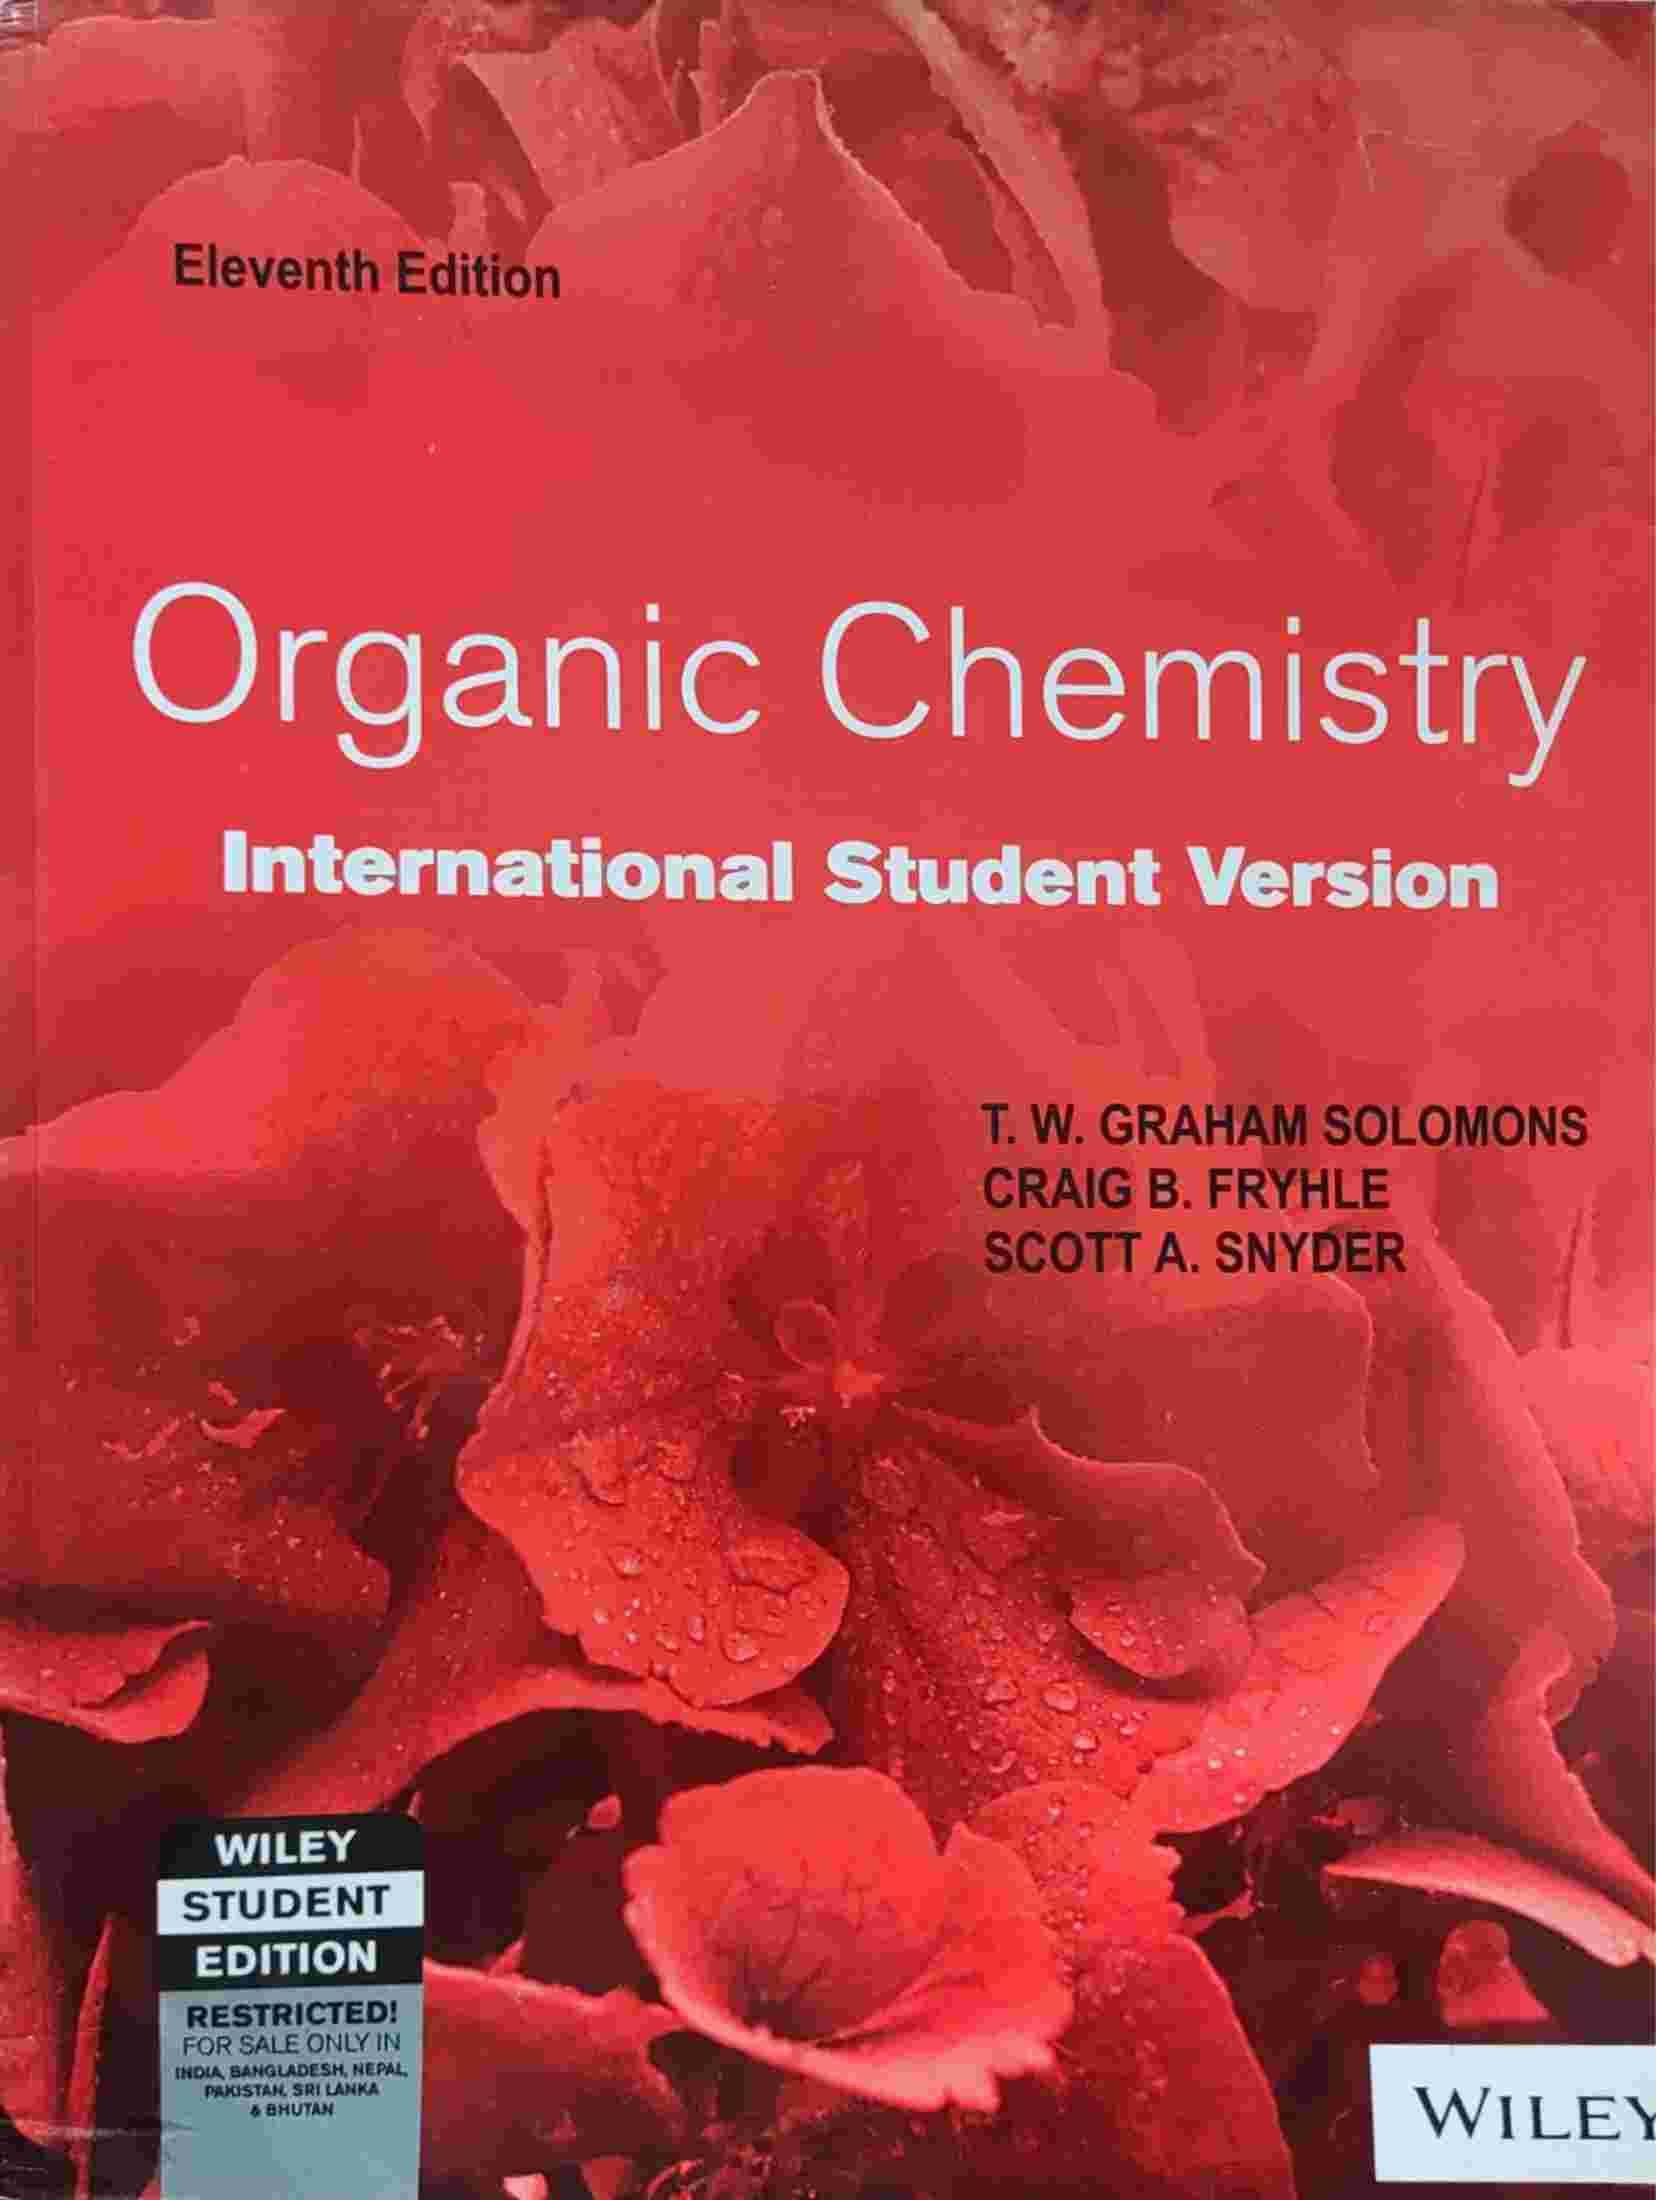 Eleventh Edition
Organic Chemistry
International Student Version
T. W. GRAHAM SOLOMONS
CRAIG B. FRYHLE
SCOTT A. SNYDER
WILEY
STUDENT
EDITION
RESTRICTED!
FOR SALE ONLY IN
INDIA, BANGLADESH, NEPAL,
PAKISTAN, SRI LANKA
& BHUTAN
WILEY